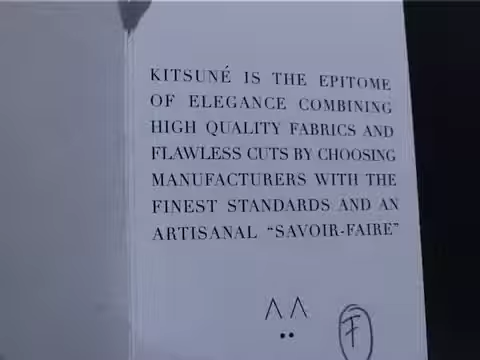 KITSUNÉ IS THE EPITOME
OF ELEGANCE COMBINING
HIGH QUALITY FABRICS AND
FLAWLESS CUTS BY CHOOSING
MANUFACTURERS WITH THE
FINEST STANDARDS AND AN
ARTISANAL “SAVOIR-FAIRE”